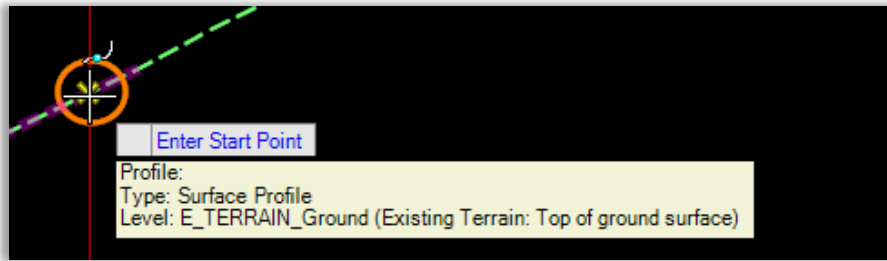 Enter Start Point
Profile:
Type: Surface Profile
Level: E_TERRAIN_Ground (Existing Terrain: Top of ground surface)